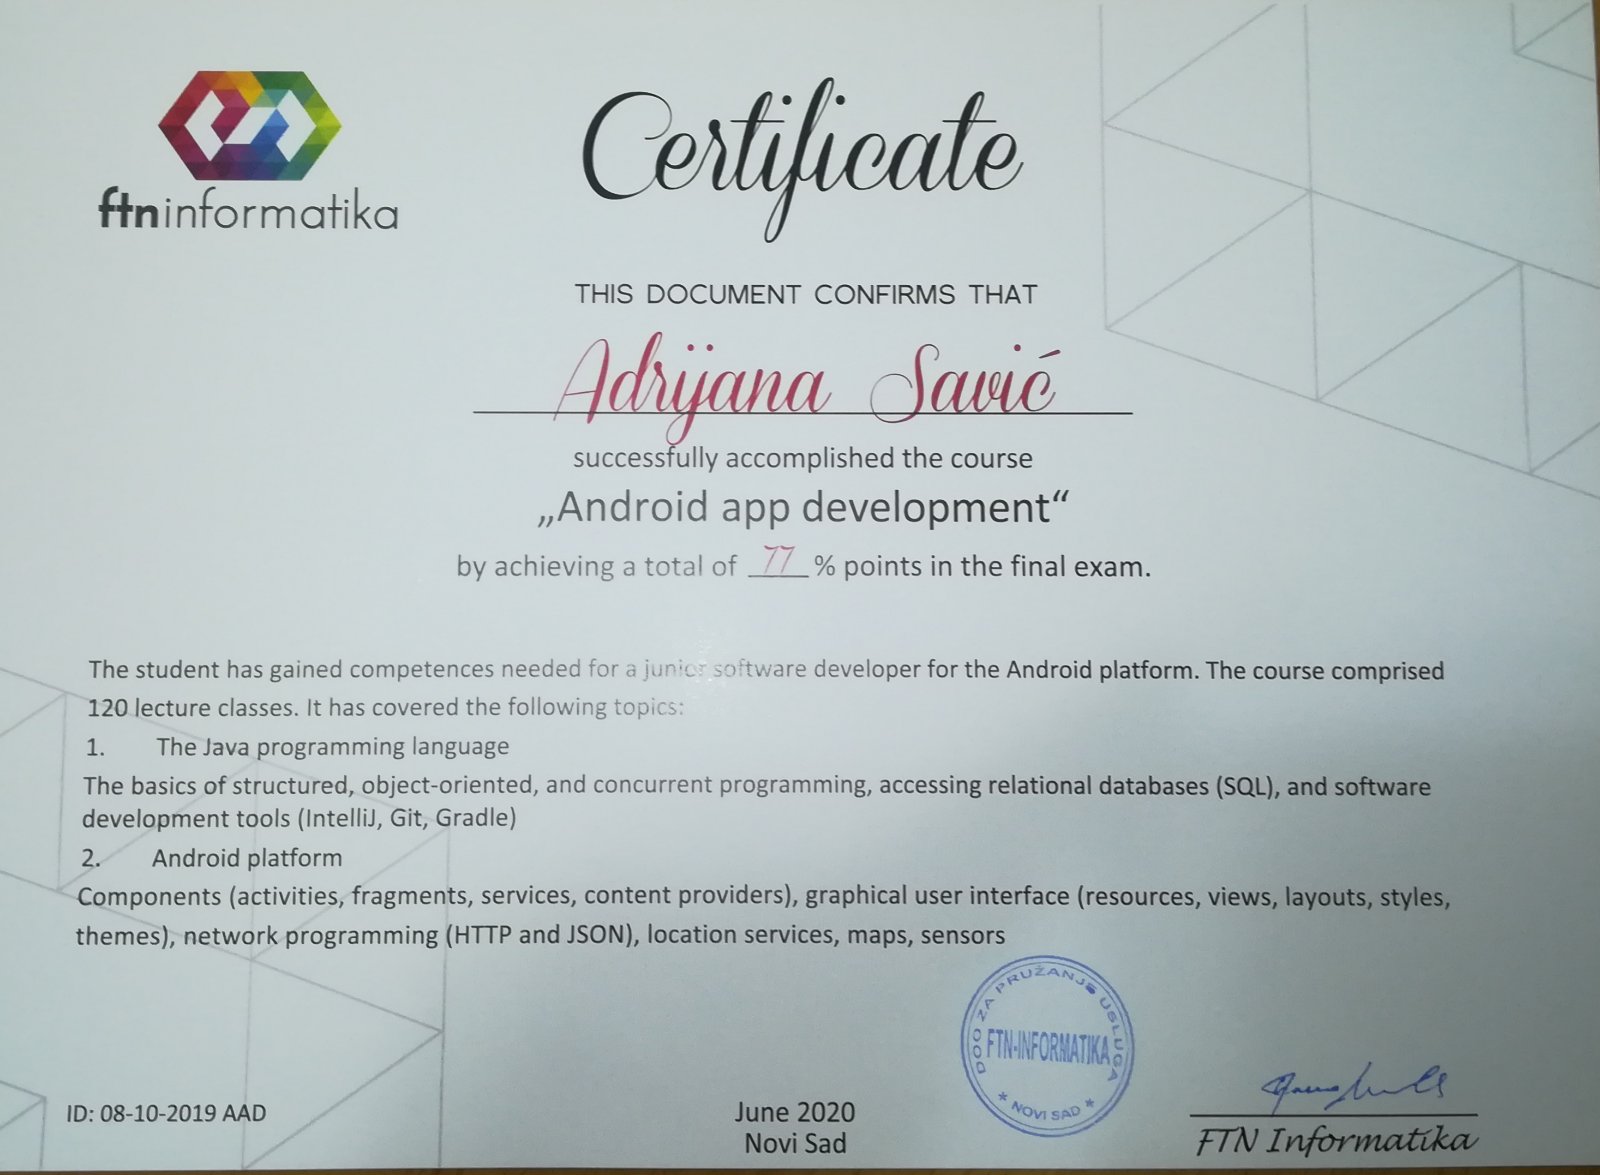 ftninformatika
Certificate
THIS DOCUMENT CONFIRMS THAT
Adrijana Savić
successfully accomplished the course
„Android app development“
by achieving a total of 77 % points in the final exam.
The student has gained competences needed for a junior software developer for the Android platform. The course comprised
120 lecture classes. It has covered the following topics:
1. The Java programming language
The basics of structured, object-oriented, and concurrent programming, accessing relational databases (SQL), and software
development tools (IntelliJ, Git, Gradle)
2. Android platform
Components (activities, fragments, services, content providers), graphical user interface (resources, views, layouts, styles,
themes), network programming (HTTP and JSON), location services, maps, sensors
DOO ZA PRUŽANJE USLUGA
FTN-INFORMATIKA
* NOVI SAD *
ID: 08-10-2019 AAD
June 2020
Novi Sad
FTN Informatika